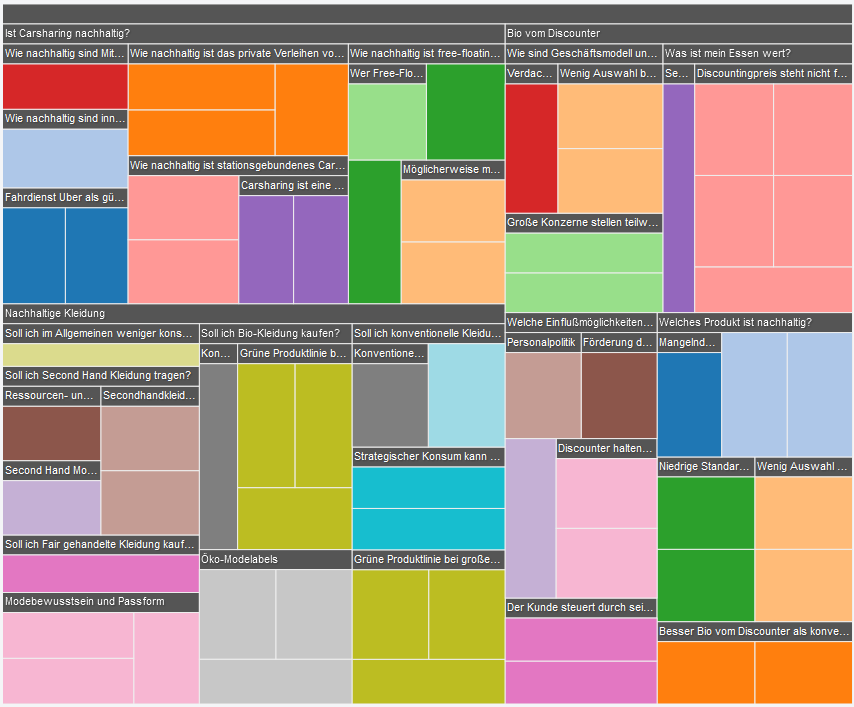 Ist Carsharing nachhaltig?
Bio vom Discounter
Wie nachhaltig sind Mit...
Wie nachhaltig ist das private Verleihen vo...
Wie nachhaltig ist free-floatin...
Wie sind Geschäftsmodell un...
Was ist mein Essen wert?
Wer Free-Flo...
Verdac...
Wenig Auswahl b...
Se...
Discountingpreis steht nicht f...
Wie nachhaltig sind inn...
Wie nachhaltig ist stationsgebundenes Car...
Möglicherweise m...
Carsharing ist eine ...
Fahrdienst Uber als gü...
Große Konzerne stellen teilw...
Nachhaltige Kleidung
Welche Einflußmöglichkeiten...
Welches Produkt ist nachhaltig?
Soll ich im Allgemeinen weniger kons...
Soll ich Bio-Kleidung kaufen?
Soll ich konventionelle Kleidu...
Personalpolitik
Förderung d...
Mangelnd...
Kon...
Grüne Produktlinie b...
Konventione...
Soll ich Second Hand Kleidung tragen?
Ressourcen- un...
Secondhandkleid...
Discounter halten...
Strategischer Konsum kann ...
Second Hand Mo...
Niedrige Standar...
Wenig Auswahl ...
Soll ich Fair gehandelte Kleidung kauf...
Öko-Modelabels
Grüne Produktlinie bei große...
Modebewusstsein und Passform
Der Kunde steuert durch sei...
Besser Bio vom Discounter als konve...